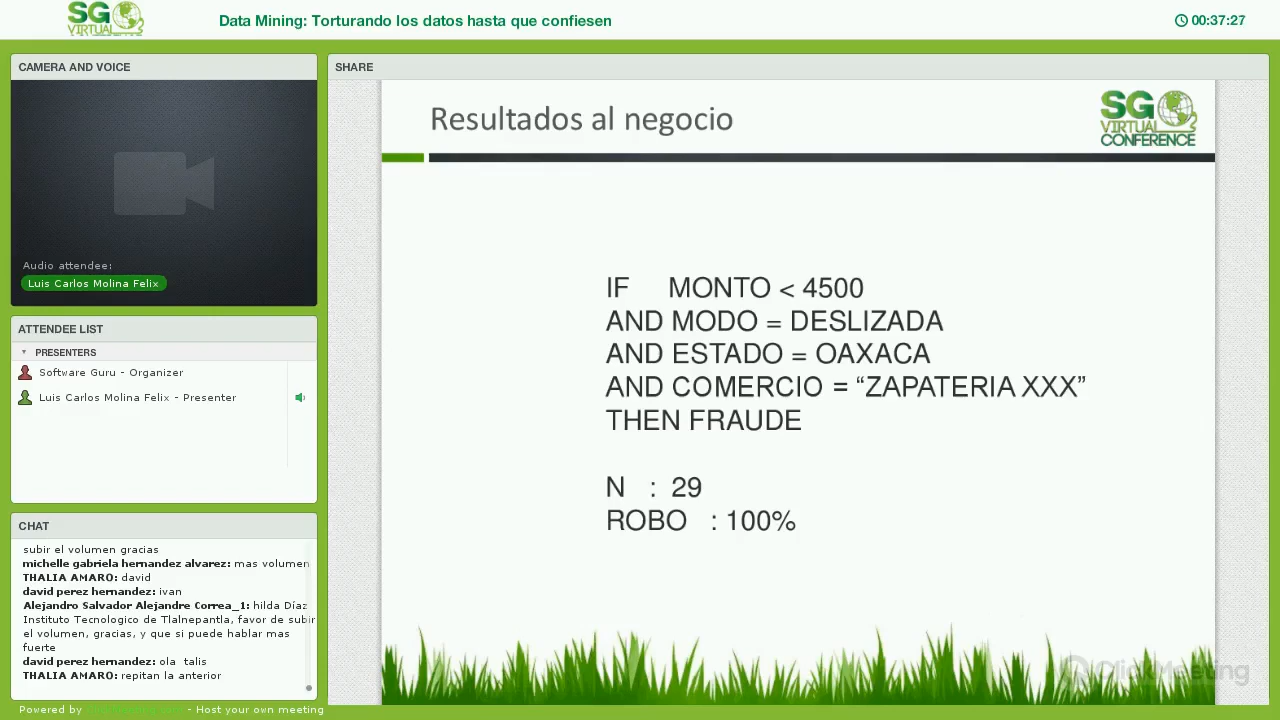 SG
VIRTUAL
Data Mining: Torturando los datos hasta que confiesen
00:37:27
CAMERA AND VOICE
Audio attendee:
Luis Carlos Molina Felix
ATTENDEE LIST
PRESENTERS
Software Guru - Organizer
Luis Carlos Molina Felix - Presenter
CHAT
subir el volumen gracias
michelle gabriela hernandez alvarez: mas volumen
THALIA AMARO: david
david perez hernandez: ivan
Alejandro Salvador Alejandre Correa_1: hilda Díaz
Instituto Tecnologico de Tlalnepantla, favor de subir
el volumen, gracias, y que si puede hablar mas
fuerte
david perez hernandez: ola talis
THALIA AMARO: repitan la anterior
Powered by - Host your own meeting
SHARE
Resultados al negocio
SG
VIRTUAL
CONFERENCE
IF MONTO < 4500
AND MODO = DESLIZADA
AND ESTADO = OAXACA
AND COMERCIO = “ZAPATERIA XXX”
THEN FRAUDE
N : 29
ROBO : 100%
ClickMeeting